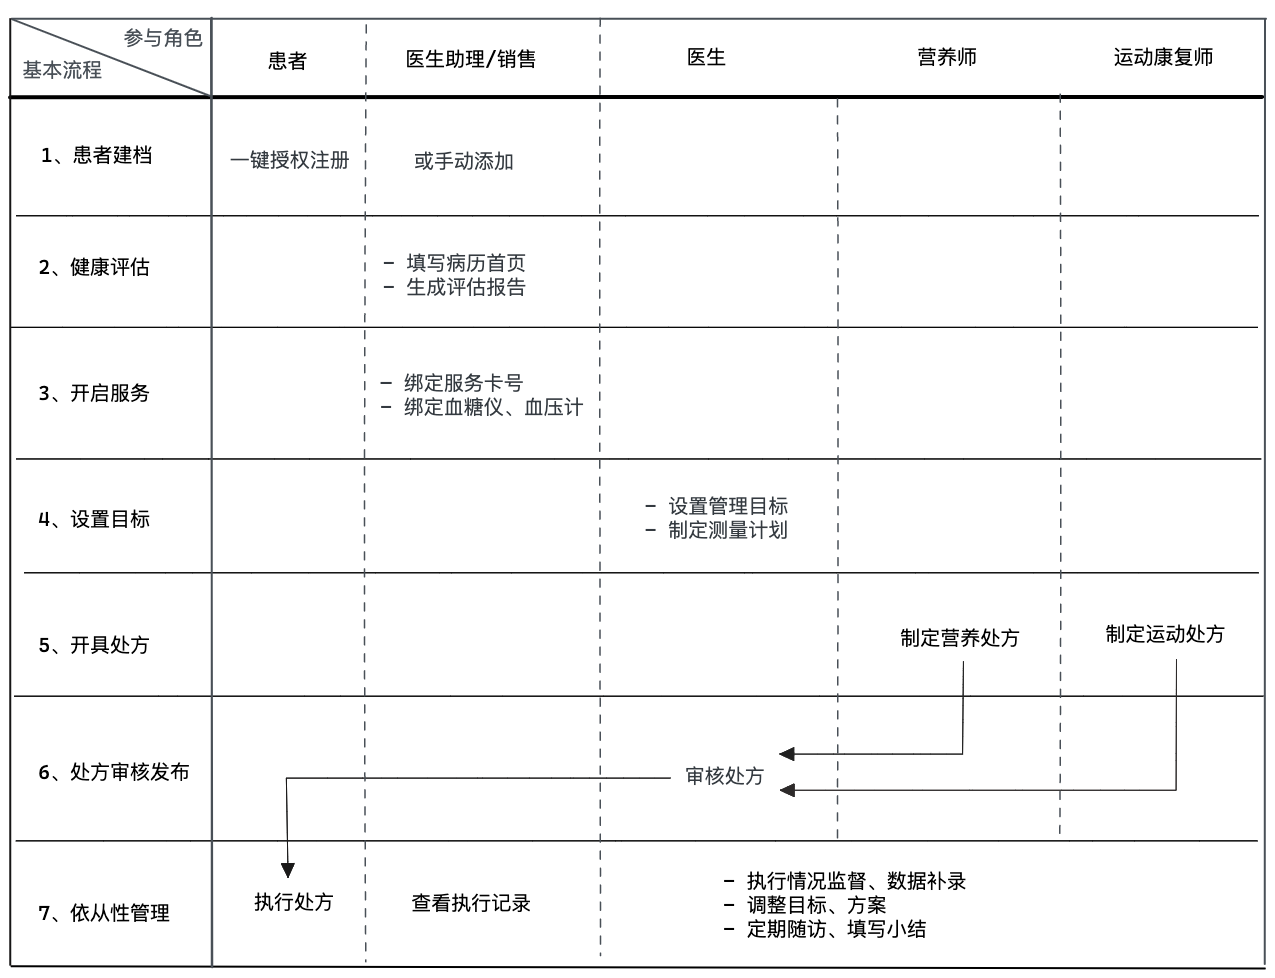 参与角色
基本流程
患者
医生助理/销售
医生
营养师
运动康复师
1、患者建档
一键授权注册
或手动添加
2、健康评估
- 填写病历首页
- 生成评估报告
3、开启服务
- 绑定服务卡号
- 绑定血糖仪、血压计
4、设置目标
- 设置管理目标
- 制定测量计划
5、开具处方
制定营养处方
制定运动处方
6、处方审核发布
审核处方
7、依从性管理
执行处方
查看执行记录
- 执行情况监督、数据补录
- 调整目标、方案
- 定期随访、填写小结